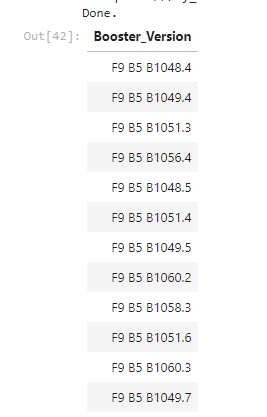 Done.
Out[42]: Booster_Version
F9 B5 B1048.4
F9 B5 B1049.4
F9 B5 B1051.3
F9 B5 B1056.4
F9 B5 B1048.5
F9 B5 B1051.4
F9 B5 B1049.5
F9 B5 B1060.2
F9 B5 B1058.3
F9 B5 B1051.6
F9 B5 B1060.3
F9 B5 B1049.7